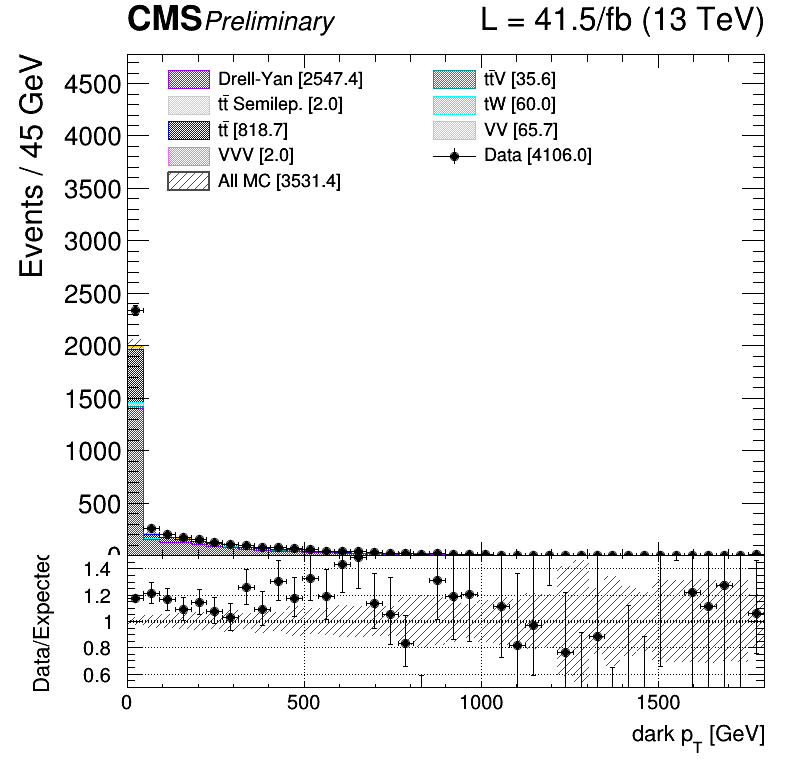 CMS Preliminary L = 41.5/fb (13 TeV)
Events / 45 GeV
4500
4000
3500
3000
2500
2000
1500
1000
500
0
Drell-Yan [2547.4]
tt̄ Semilep. [2.0]
tt̄ [818.7]
VVV [2.0]
All MC [3531.4]
tt̄V [35.6]
tW [60.0]
VV [65.7]
Data [4106.0]
Data/Expected
1.4
1.2
1
0.8
0.6
0 500 1000 1500
dark p_T [GeV]